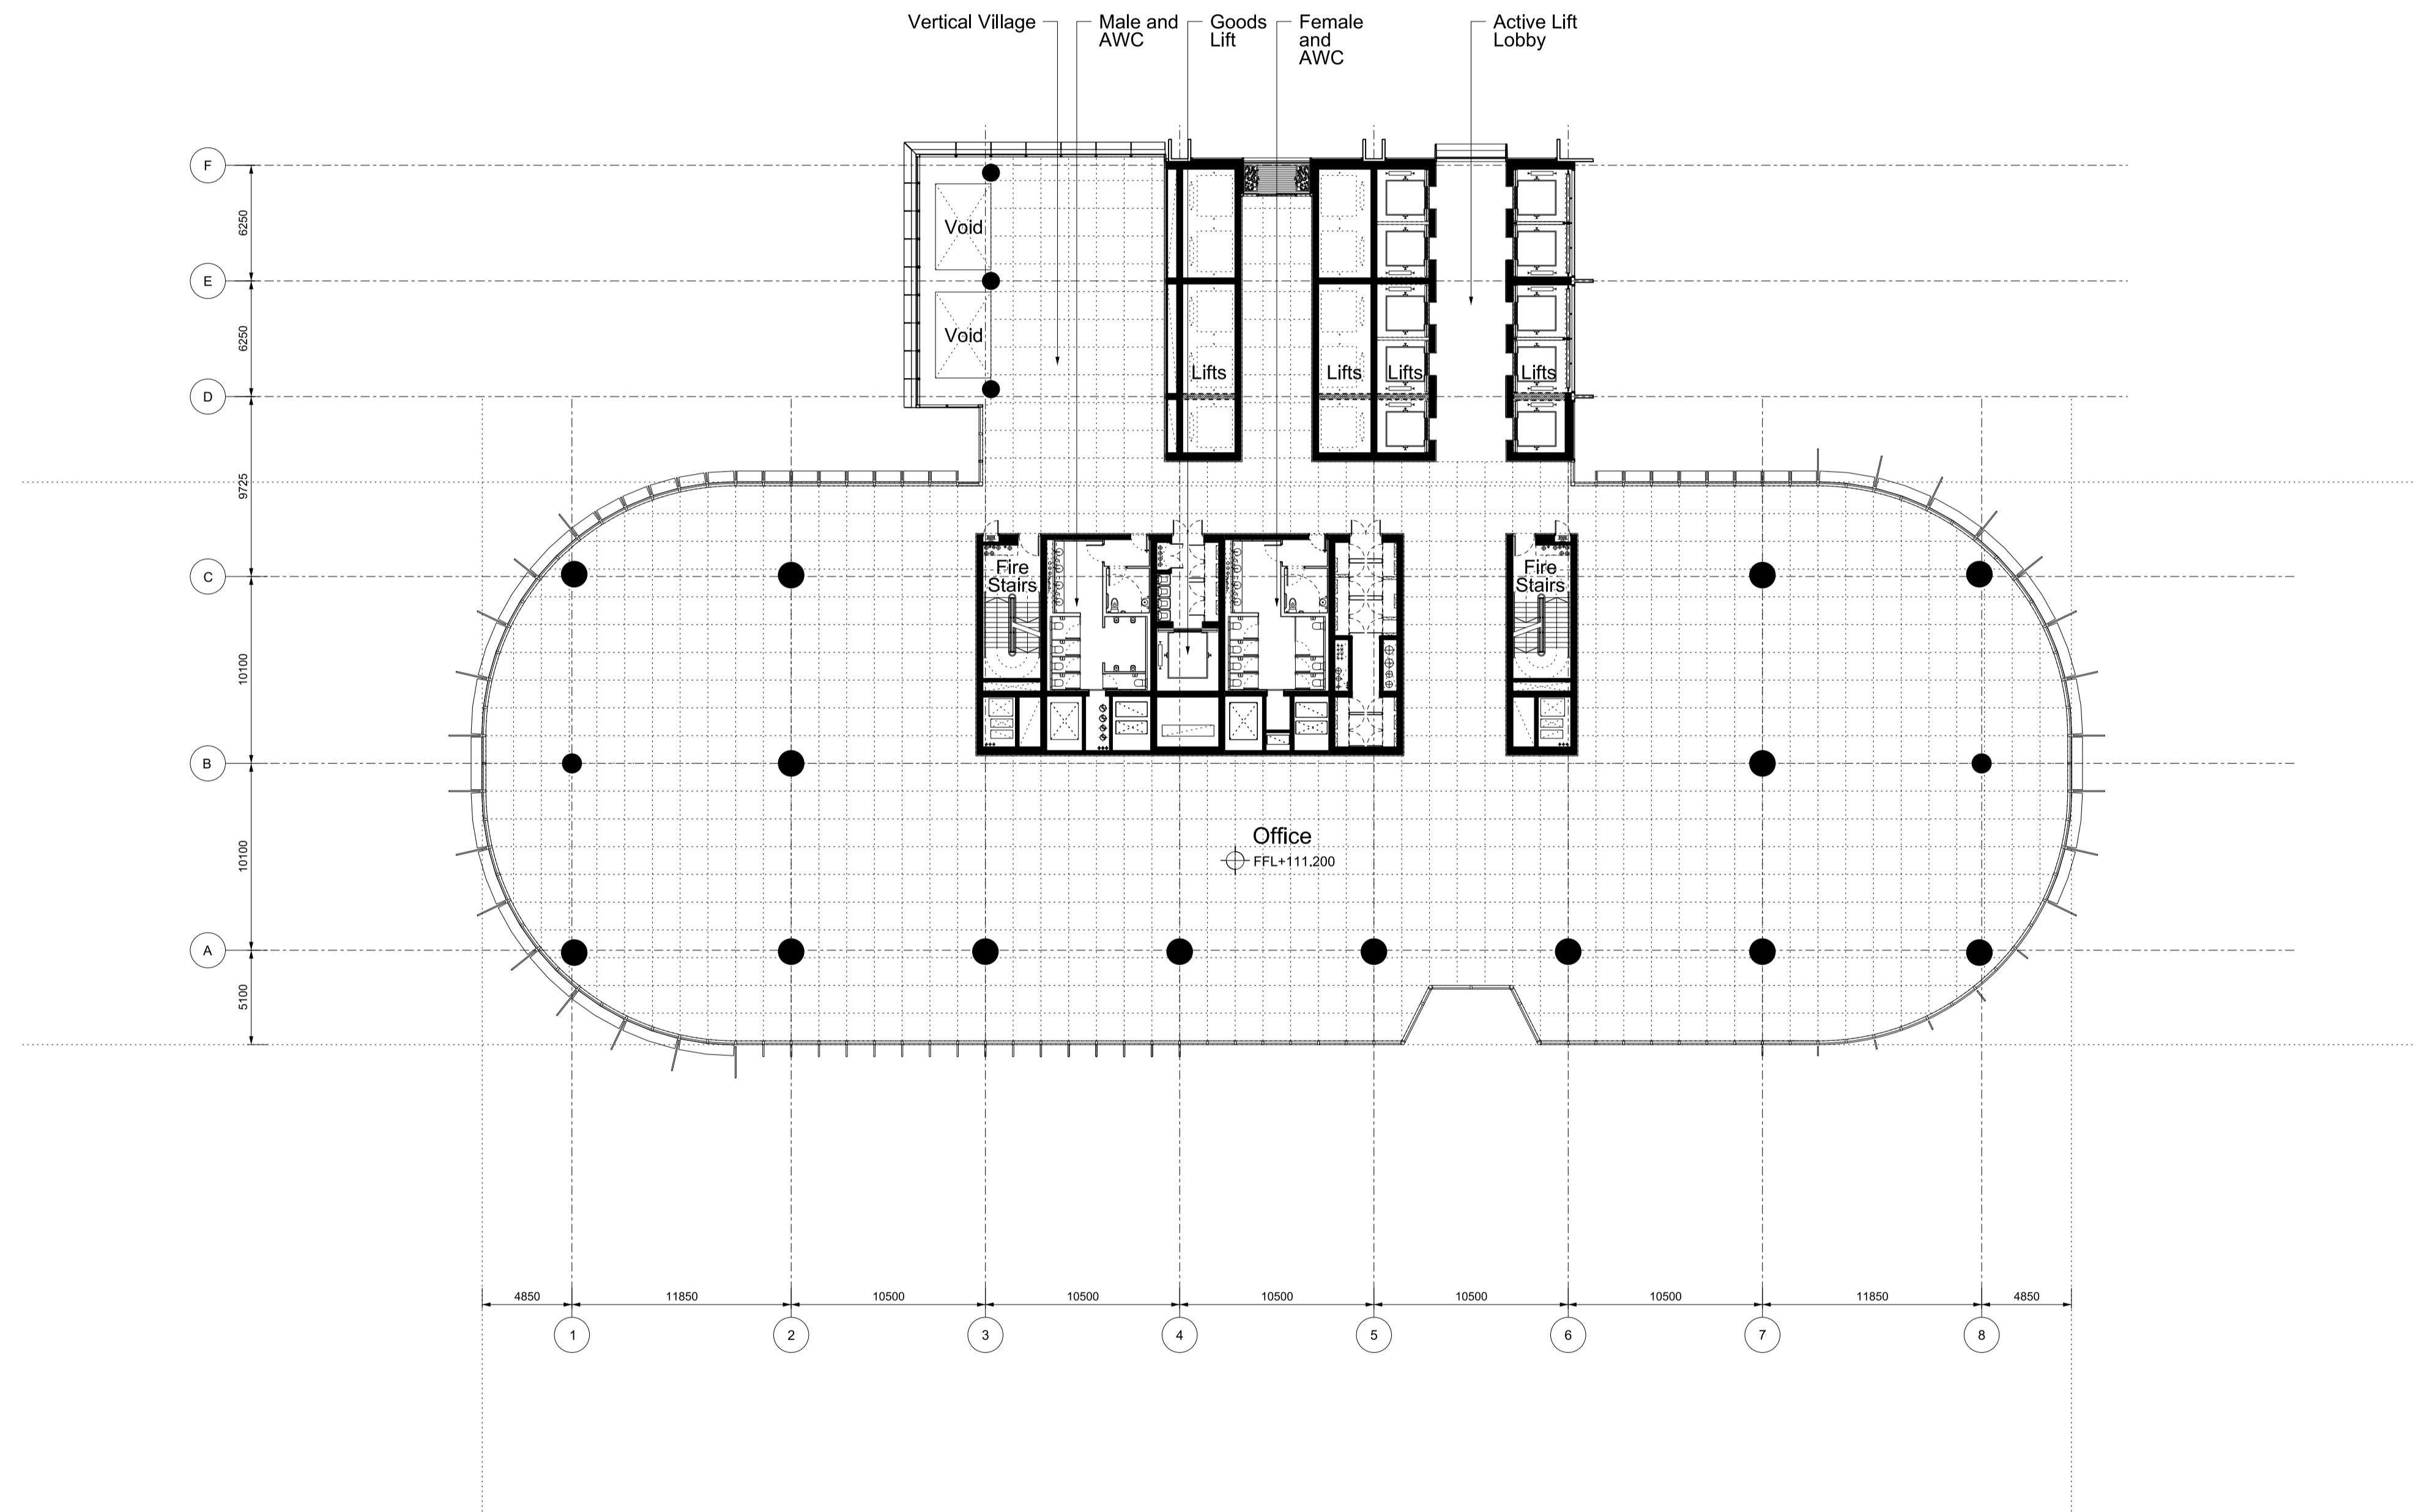 Vertical Village
Male and
AWC
Goods
Lift
Female
and
AWC
Active Lift
Lobby
F
6250
Void
E
6250
Void
Lifts
Lifts
Lifts
Lifts
D
9725
Fire
Stairs
Fire
Stairs
C
10100
B
10100
Office
FFL+111.200
A
5100
4850
11850
10500
10500
10500
10500
10500
11850
4850
1
2
3
4
5
6
7
8